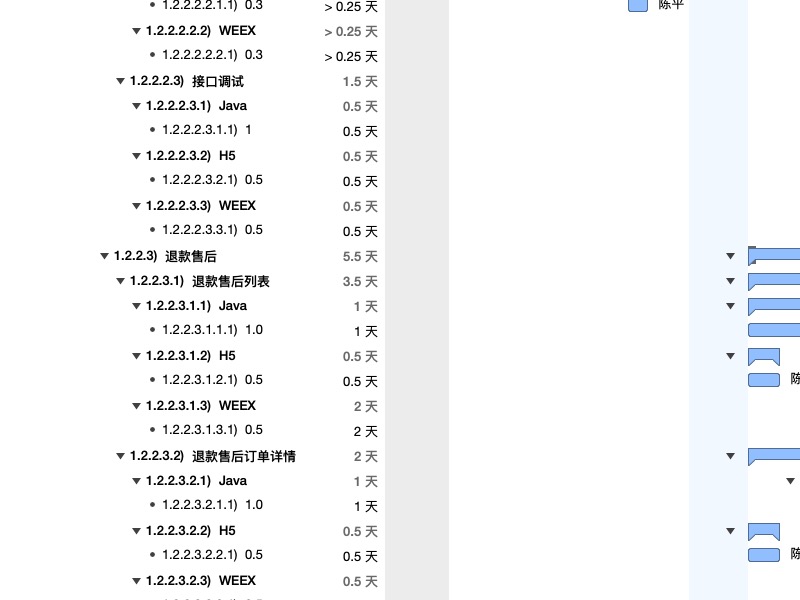 1.2.2.2.2.1.1) 0.3 > 0.25 天 陈平
1.2.2.2.2.2) WEEX > 0.25 天
1.2.2.2.2.2.1) 0.3 > 0.25 天
1.2.2.2.3) 接口调试 1.5 天
1.2.2.2.3.1) Java 0.5 天
1.2.2.2.3.1.1) 1 0.5 天
1.2.2.2.3.2) H5 0.5 天
1.2.2.2.3.2.1) 0.5 0.5 天
1.2.2.2.3.3) WEEX 0.5 天
1.2.2.2.3.3.1) 0.5 0.5 天
1.2.2.3) 退款售后 5.5 天
1.2.2.3.1) 退款售后列表 3.5 天
1.2.2.3.1.1) Java 1 天
1.2.2.3.1.1.1) 1.0 1 天
1.2.2.3.1.2) H5 0.5 天
1.2.2.3.1.2.1) 0.5 0.5 天 陈
1.2.2.3.1.3) WEEX 2 天
1.2.2.3.1.3.1) 0.5 2 天
1.2.2.3.2) 退款售后订单详情 2 天
1.2.2.3.2.1) Java 1 天
1.2.2.3.2.1.1) 1.0 1 天
1.2.2.3.2.2) H5 0.5 天
1.2.2.3.2.2.1) 0.5 0.5 天 陈
1.2.2.3.2.3) WEEX 0.5 天